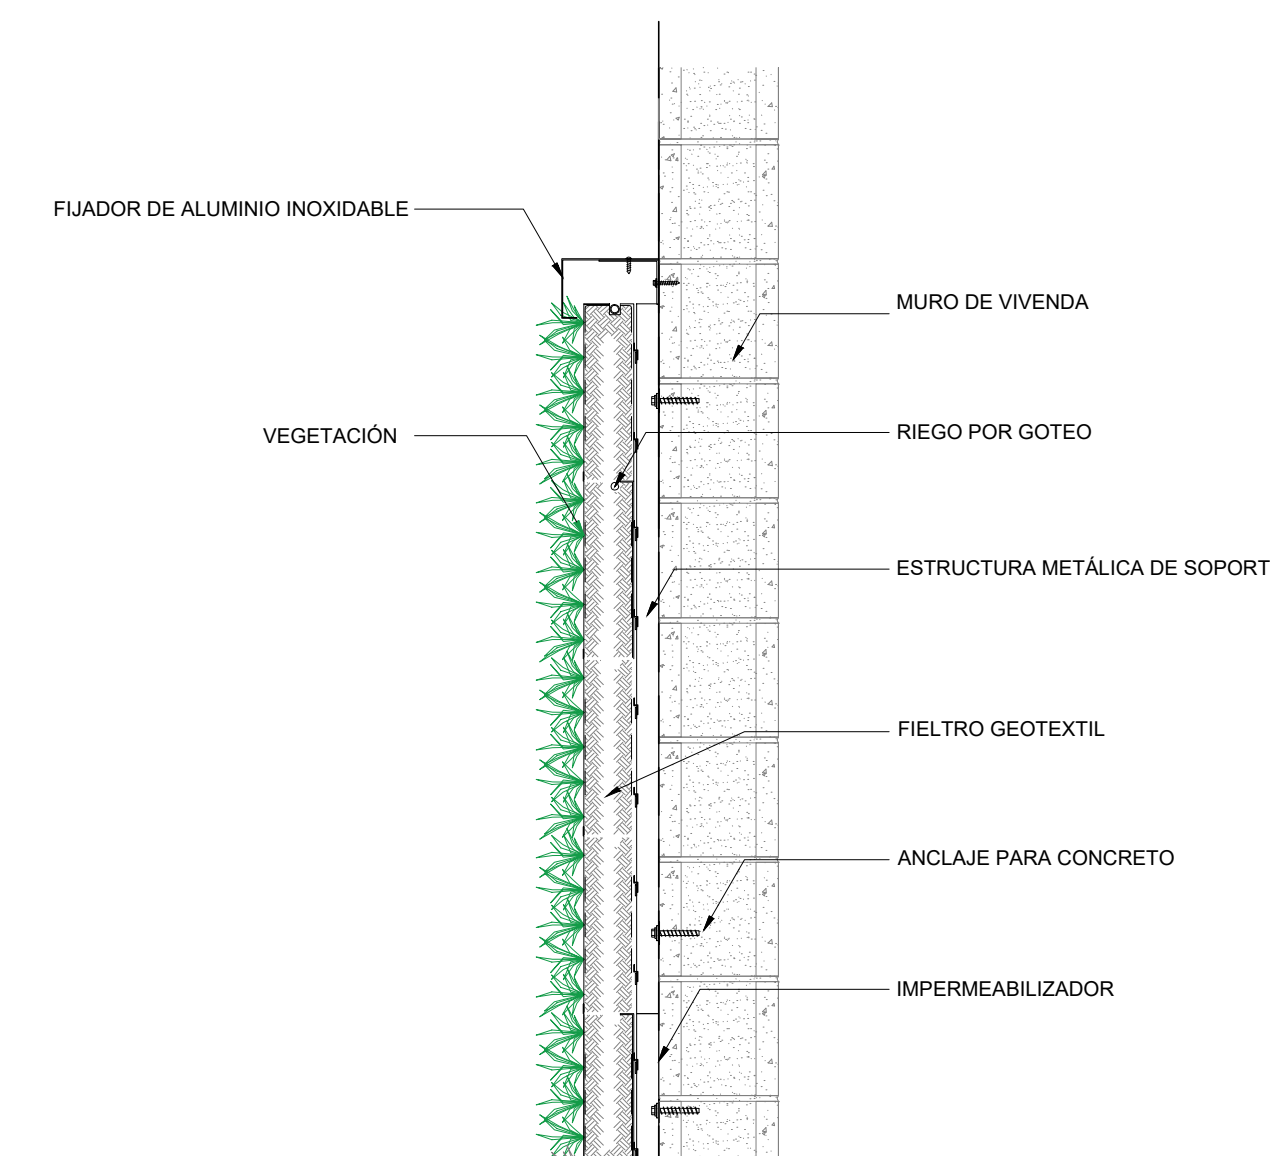 FIJADOR DE ALUMINIO INOXIDABLE
MURO DE VIVENDA
VEGETACIÓN
RIEGO POR GOTEO
ESTRUCTURA METÁLICA DE SOPORT
FIELTRO GEOTEXTIL
ANCLAJE PARA CONCRETO
IMPERMEABILIZADOR